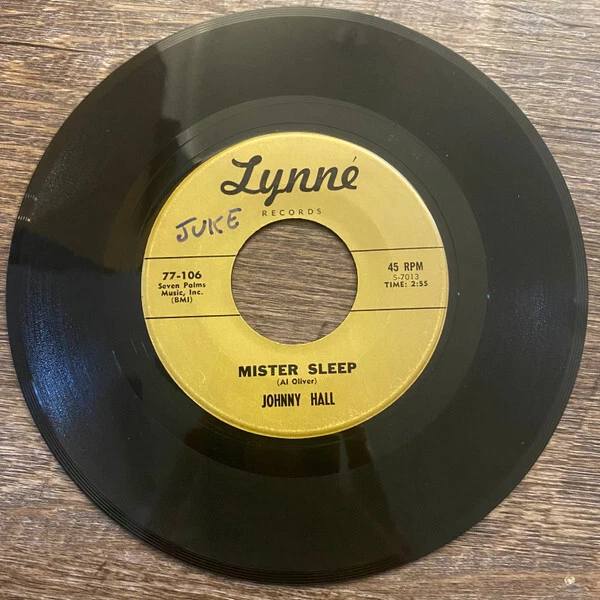 Lynné
RECORDS
JUKE
77-106
Seven Palms
Music, Inc.
(BMI)
45 RPM
S-7013
TIME: 2:55
MISTER SLEEP
(Al Oliver)
JOHNNY HALL